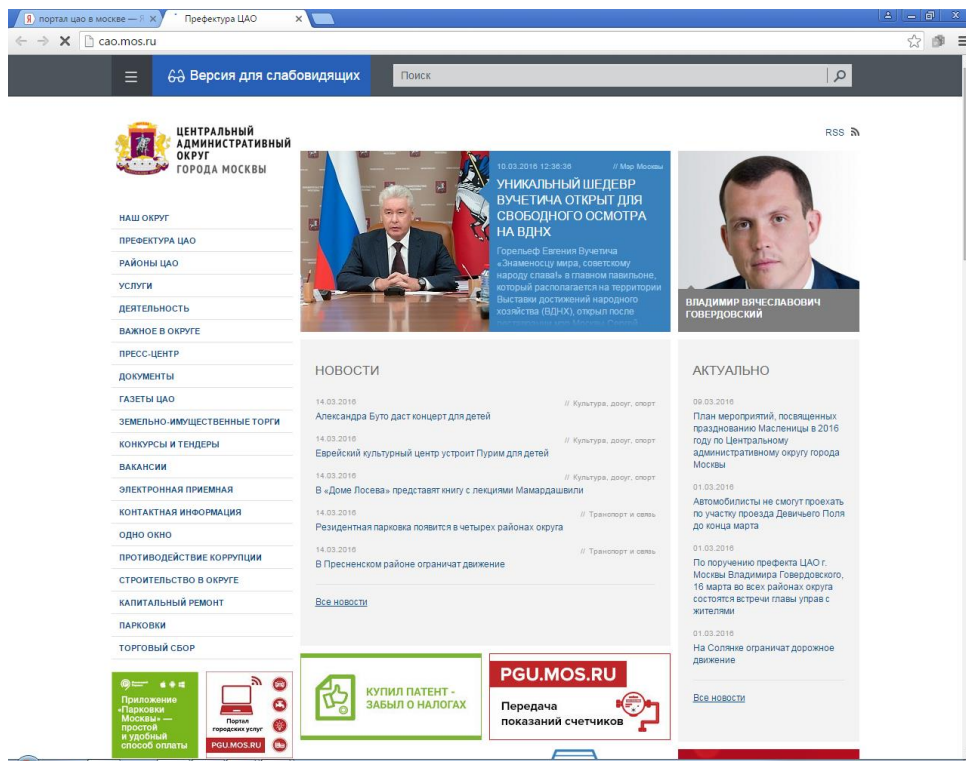 портал цао в москве — Я
Префектура ЦАО
cao.mos.ru
Версия для слабовидящих
Поиск
RSS
ЦЕНТРАЛЬНЫЙ
АДМИНИСТРАТИВНЫЙ
ОКРУГ
ГОРОДА МОСКВЫ
НАШ ОКРУГ
ПРЕФЕКТУРА ЦАО
РАЙОНЫ ЦАО
УСЛУГИ
ДЕЯТЕЛЬНОСТЬ
ВАЖНОЕ В ОКРУГЕ
ПРЕСС-ЦЕНТР
ДОКУМЕНТЫ
ГАЗЕТЫ ЦАО
ЗЕМЕЛЬНО-ИМУЩЕСТВЕННЫЕ ТОРГИ
КОНКУРСЫ И ТЕНДЕРЫ
ВАКАНСИИ
ЭЛЕКТРОННАЯ ПРИЕМНАЯ
КОНТАКТНАЯ ИНФОРМАЦИЯ
ОДНО ОКНО
ПРОТИВОДЕЙСТВИЕ КОРРУПЦИИ
СТРОИТЕЛЬСТВО В ОКРУГЕ
КАПИТАЛЬНЫЙ РЕМОНТ
ПАРКОВКИ
ТОРГОВЫЙ СБОР
10.03.2016 12:36:36 // Мэр Москвы
УНИКАЛЬНЫЙ ШЕДЕВР
ВУЧЕТИЧА ОТКРЫТ ДЛЯ
СВОБОДНОГО ОСМОТРА
НА ВДНХ
Горельеф Евгения Вучетича
«Знаменосцу мира, советскому
народу слава!» в главном павильоне,
который располагается на территории
Выставки достижений народного
хозяйства (ВДНХ), открыл после
ВЛАДИМИР ВЯЧЕСЛАВОВИЧ
ГОВЕРДОВСКИЙ
НОВОСТИ
14.03.2016 // Культура, досуг, спорт
Александра Буто даст концерт для детей
14.03.2016 // Культура, досуг, спорт
Еврейский культурный центр устроит Пурим для детей
14.03.2016 // Культура, досуг, спорт
В «Доме Лосева» представят книгу с лекциями Мамардашвили
14.03.2016 // Транспорт и связь
Резидентная парковка появится в четырех районах округа
14.03.2016 // Транспорт и связь
В Пресненском районе ограничат движение
Все новости
АКТУАЛЬНО
09.03.2016
План мероприятий, посвященных
празднованию Масленицы в 2016
году по Центральному
административному округу города
Москвы
01.03.2016
Автомобилисты не смогут проехать
по участку проезда Девичьего Поля
до конца марта
01.03.2016
По поручению префекта ЦАО г.
Москвы Владимира Говердовского,
16 марта во всех районах округа
состоятся встречи главы управ с
жителями
01.03.2016
На Солянке ограничат дорожное
движение
Все новости
Приложение
«Парковки
Москвы» —
простой
и удобный
способ оплаты
Портал
городских услуг
PGU.MOS.RU
КУПИЛ ПАТЕНТ -
ЗАБЫЛ О НАЛОГАХ
PGU.MOS.RU
Передача
показаний счетчиков